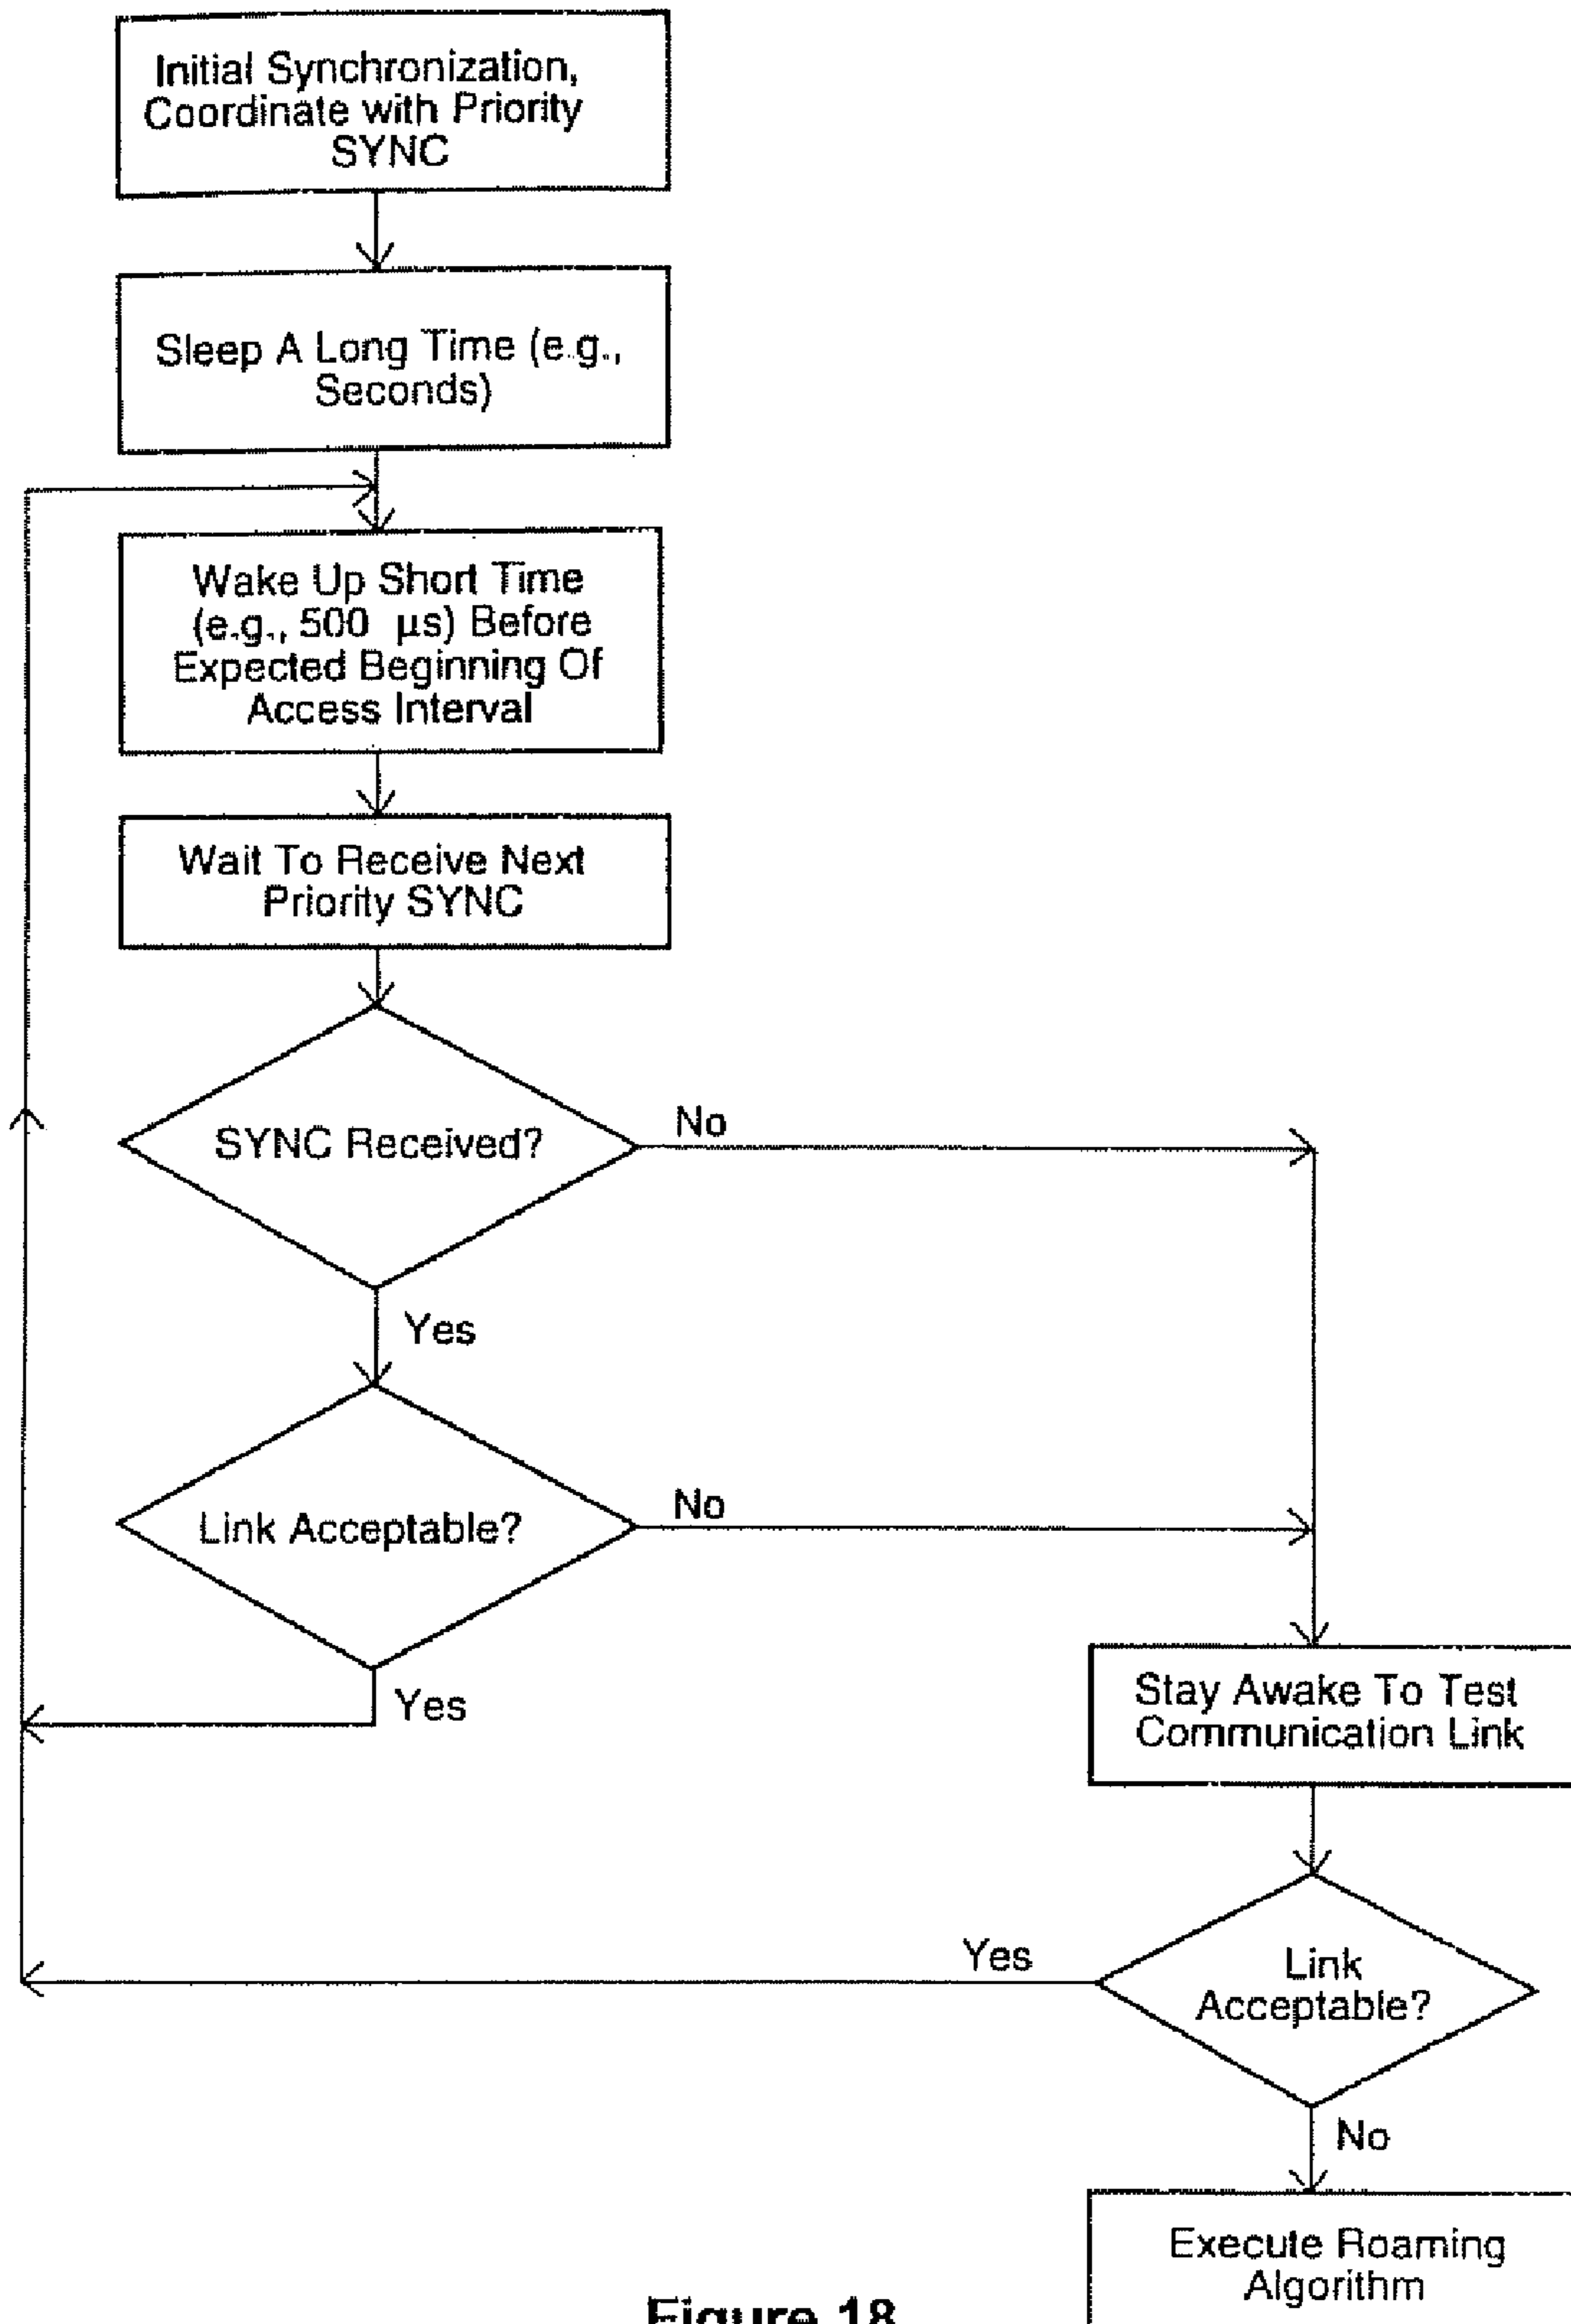 Initial Synchronization,
Coordinate with Priority
SYNC
Sleep A Long Time (e.g.,
Seconds)
Wake Up Short Time
(e.g., 500 µs) Before
Expected Beginning Of
Access Interval
Wait To Receive Next
Priority SYNC
SYNC Received?
No
Yes
Link Acceptable?
No
Yes
Stay Awake To Test
Communication Link
Link
Acceptable?
Yes
No
Execute Roaming
Algorithm
Figure 18